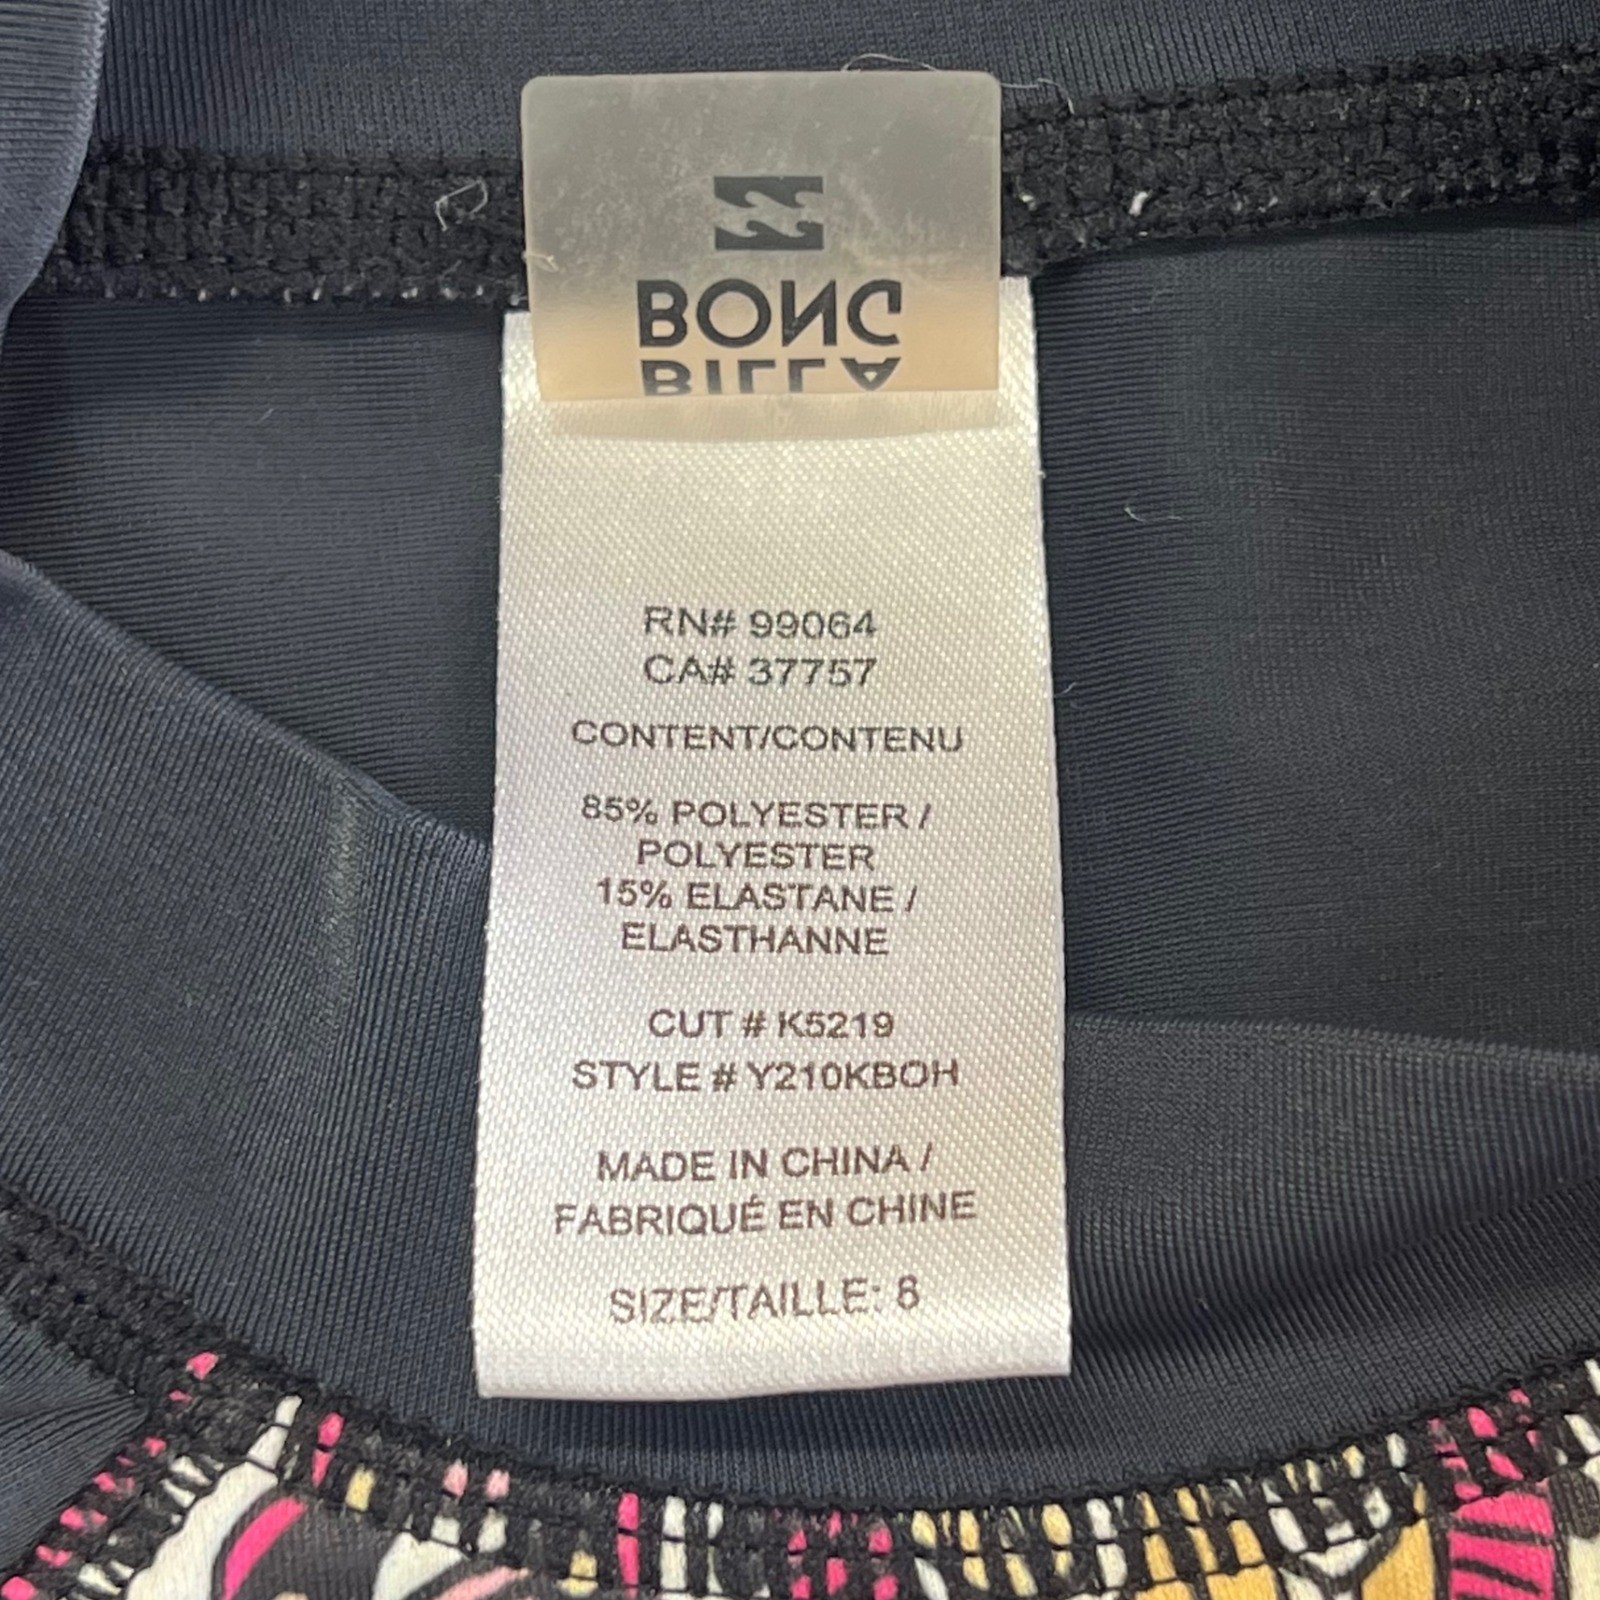 BONG
BILLA
RN# 99064
CA# 37757
CONTENT/CONTENU
85% POLYESTER /
POLYESTER
15% ELASTANE /
ELASTHANNE
CUT # K5219
STYLE # Y210KBOH
MADE IN CHINA /
FABRIQUÉ EN CHINE
SIZE/TAILLE: 8